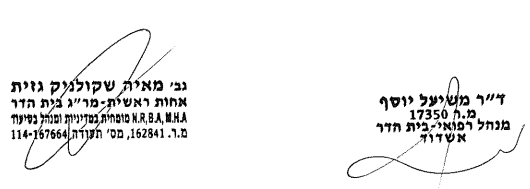 גב' מאיה שקולניק גזית
אחות ראשית-מר"ג בית הדר
N.R,B.A,M.H.A מומחית במדיניות ומנהל בסיעוד
מ.ר. 162841, מס' תעודה 114-167664
ד"ר משיעל יוסף
מ.ר 17350
מנהל רפואי-בית הדר
אשדוד